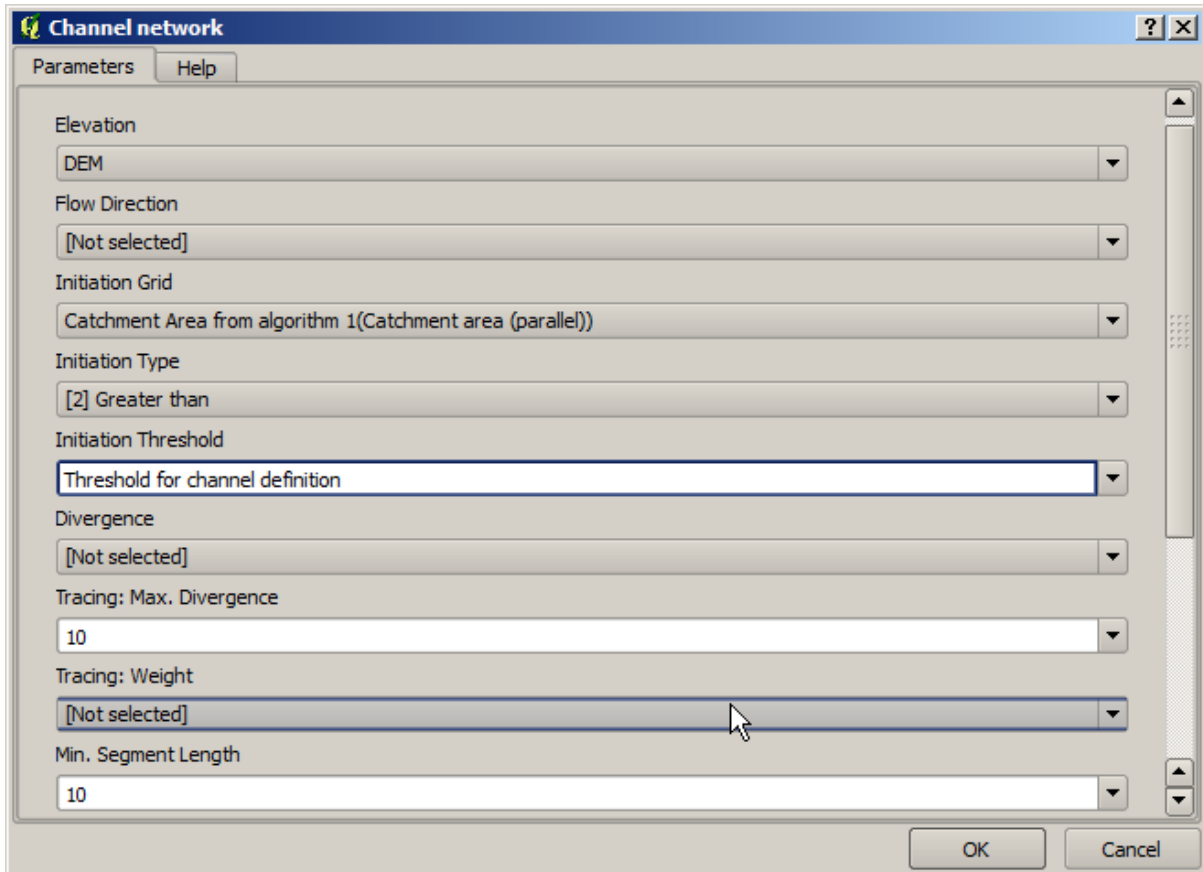 Channel network
Parameters
Help
Elevation
DEM
Flow Direction
[Not selected]
Initiation Grid
Catchment Area from algorithm 1(Catchment area (parallel))
Initiation Type
[2] Greater than
Initiation Threshold
Threshold for channel definition
Divergence
[Not selected]
Tracing: Max. Divergence
10
Tracing: Weight
[Not selected]
Min. Segment Length
10
OK
Cancel